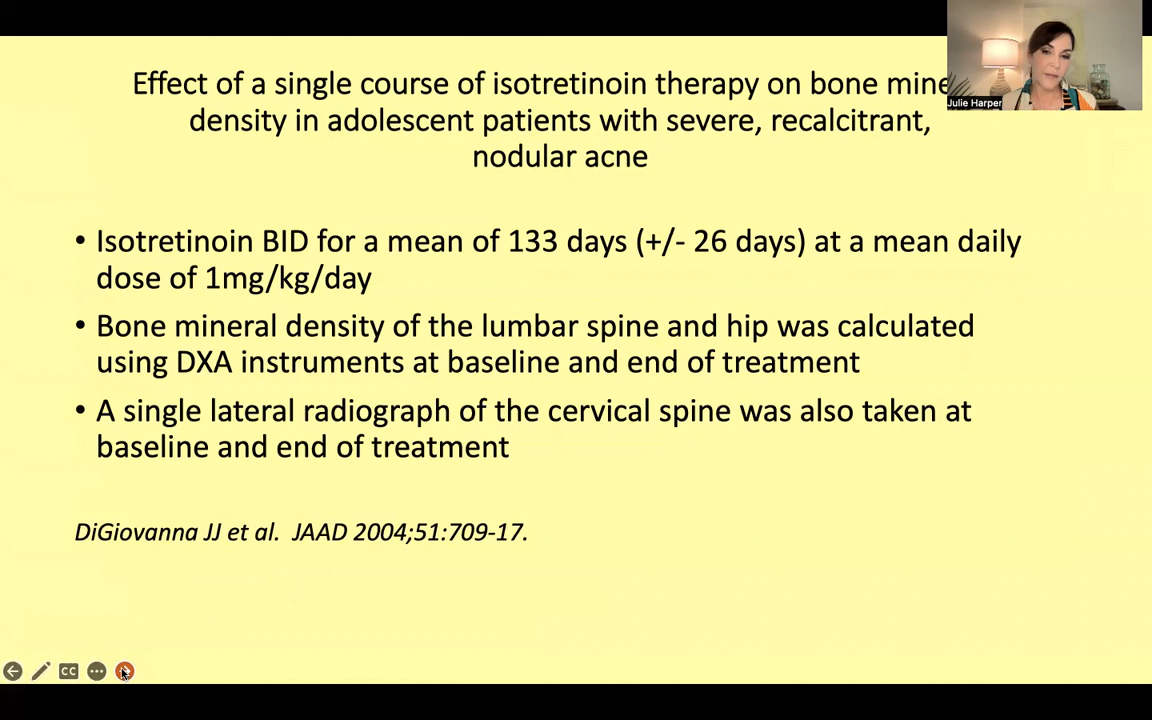 Effect of a single course of isotretinoin therapy on bone mine
density in adolescent patients with severe, recalcitrant,
nodular acne
Julie Harper
• Isotretinoin BID for a mean of 133 days (+/- 26 days) at a mean daily
dose of 1mg/kg/day
• Bone mineral density of the lumbar spine and hip was calculated
using DXA instruments at baseline and end of treatment
• A single lateral radiograph of the cervical spine was also taken at
baseline and end of treatment
DiGiovanna JJ et al.  JAAD 2004;51:709-17.
CC